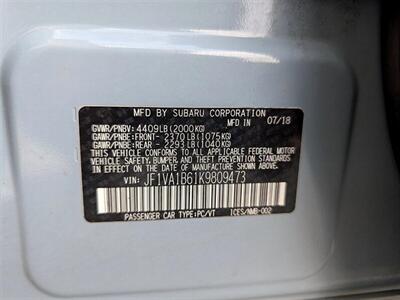 MFD BY SUBARU CORPORATION
GVWR/PNBV: 4409LB(2000KG) 07/18
GAWR/PNBE:FRONT- 2370LB(1075KG)
GAWR/PNBE:REAR - 2293LB(1040KG)
THIS VEHICLE CONFORMS TO ALL APPLICABLE FEDERAL MOTOR
VEHICLE SAFETY, BUMPER, AND THEFT PREVENTION STANDARDS
IN EFFECT ON THE DATE OF MANUFACTURE SHOWN ABOVE.
VIN: JF1VA1B61K9809473
PASSENGER CAR TYPE:PC/VT ICES/NMB-002